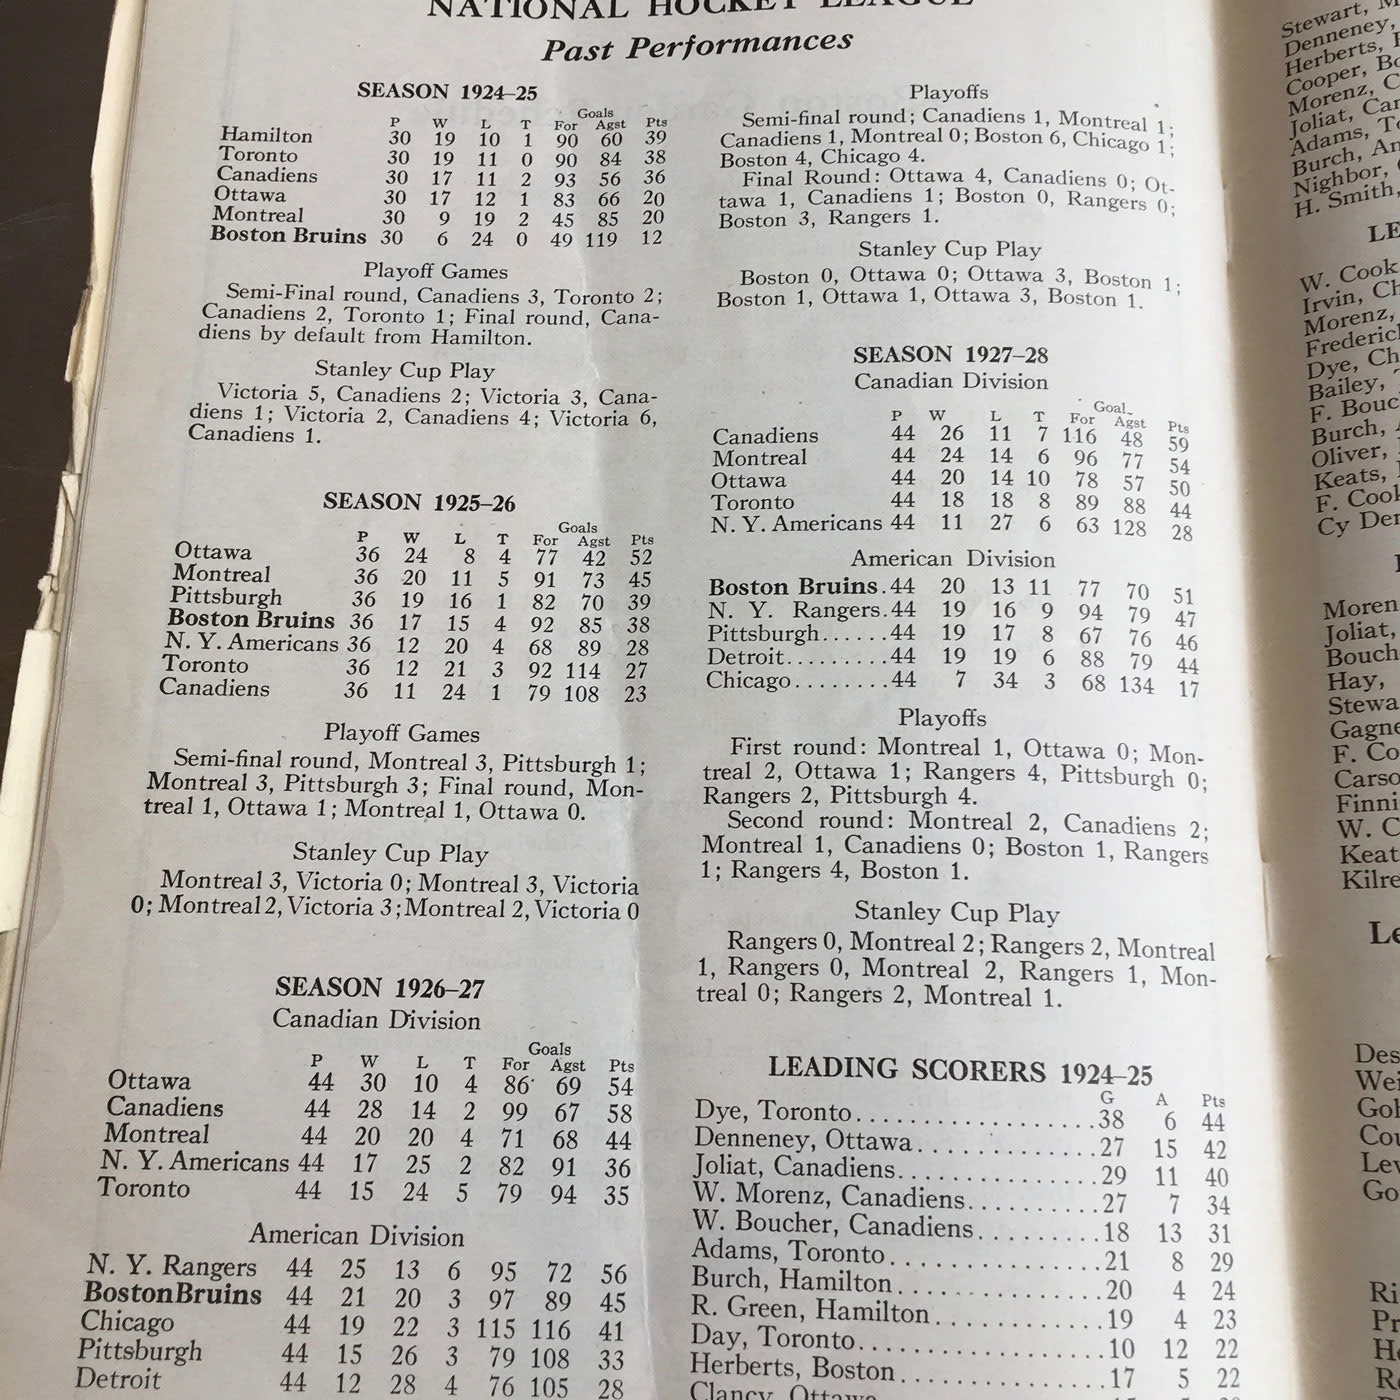 NATIONAL HOCKEY LEAGUE
Past Performances
SEASON 1924–25
Goals
P W L T For Agst Pts
Hamilton 30 19 10 1 90 60 39
Toronto 30 19 11 0 90 84 38
Canadiens 30 17 11 2 93 56 36
Ottawa 30 17 12 1 83 66 20
Montreal 30 9 19 2 45 85 20
Boston Bruins 30 6 24 0 49 119 12
Playoff Games
Semi-Final round, Canadiens 3, Toronto 2;
Canadiens 2, Toronto 1; Final round, Cana-
diens by default from Hamilton.
Stanley Cup Play
Victoria 5, Canadiens 2; Victoria 3, Cana-
diens 1; Victoria 2, Canadiens 4; Victoria 6,
Canadiens 1.
SEASON 1925–26
Goals
P W L T For Agst Pts
Ottawa 36 24 8 4 77 42 52
Montreal 36 20 11 5 91 73 45
Pittsburgh 36 19 16 1 82 70 39
Boston Bruins 36 17 15 4 92 85 38
N. Y. Americans 36 12 20 4 68 89 28
Toronto 36 12 21 3 92 114 27
Canadiens 36 11 24 1 79 108 23
Playoff Games
Semi-final round, Montreal 3, Pittsburgh 1;
Montreal 3, Pittsburgh 3; Final round, Mon-
treal 1, Ottawa 1; Montreal 1, Ottawa 0.
Stanley Cup Play
Montreal 3, Victoria 0; Montreal 3, Victoria
0; Montreal 2, Victoria 3; Montreal 2, Victoria 0
SEASON 1926–27
Canadian Division
Goals
P W L T For Agst Pts
Ottawa 44 30 10 4 86 69 54
Canadiens 44 28 14 2 99 67 58
Montreal 44 20 20 4 71 68 44
N. Y. Americans 44 17 25 2 82 91 36
Toronto 44 15 24 5 79 94 35
American Division
N. Y. Rangers 44 25 13 6 95 72 56
Boston Bruins 44 21 20 3 97 89 45
Chicago 44 19 22 3 115 116 41
Pittsburgh 44 15 26 3 79 108 33
Detroit 44 12 28 4 76 105 28
Playoffs
Semi-final round; Canadiens 1, Montreal 1;
Canadiens 1, Montreal 0; Boston 6, Chicago 1;
Boston 4, Chicago 4.
Final Round: Ottawa 4, Canadiens 0; Ot-
tawa 1, Canadiens 1; Boston 0, Rangers 0;
Boston 3, Rangers 1.
Stanley Cup Play
Boston 0, Ottawa 0; Ottawa 3, Boston 1;
Boston 1, Ottawa 1, Ottawa 3, Boston 1.
SEASON 1927–28
Canadian Division
Goal
P W L T For Agst Pts
Canadiens 44 26 11 7 116 48 59
Montreal 44 24 14 6 96 77 54
Ottawa 44 20 14 10 78 57 50
Toronto 44 18 18 8 89 88 44
N. Y. Americans 44 11 27 6 63 128 28
American Division
Boston Bruins. 44 20 13 11 77 70 51
N. Y. Rangers. 44 19 16 9 94 79 47
Pittsburgh...... 44 19 17 8 67 76 46
Detroit......... 44 19 19 6 88 79 44
Chicago........ 44 7 34 3 68 134 17
Playoffs
First round: Montreal 1, Ottawa 0; Mon-
treal 2, Ottawa 1; Rangers 4, Pittsburgh 0;
Rangers 2, Pittsburgh 4.
Second round: Montreal 2, Canadiens 2;
Montreal 1, Canadiens 0; Boston 1, Rangers
1; Rangers 4, Boston 1.
Stanley Cup Play
Rangers 0, Montreal 2; Rangers 2, Montreal
1, Rangers 0, Montreal 2, Rangers 1, Mon-
treal 0; Rangers 2, Montreal 1.
LEADING SCORERS 1924–25
G A Pts
Dye, Toronto.................... 38 6 44
Denneney, Ottawa............... 27 15 42
Joliat, Canadiens................ 29 11 40
W. Morenz, Canadiens.......... 27 7 34
W. Boucher, Canadiens......... 18 13 31
Adams, Toronto................. 21 8 29
Burch, Hamilton................ 20 4 24
R. Green, Hamilton............. 19 4 23
Day, Toronto.................... 10 12 22
Herberts, Boston................ 17 5 22
Clancy, Ottawa
Stewart,
Denneney,
Herberts,
Cooper,
Morenz,
Joliat,
Adams,
Burch,
Nighbor,
H. Smith,
W. Cook
Irvin,
Morenz,
Dye,
Bailey,
Burch,
Oliver,
Keats,
Cy
Joliat,
Hay,
W.